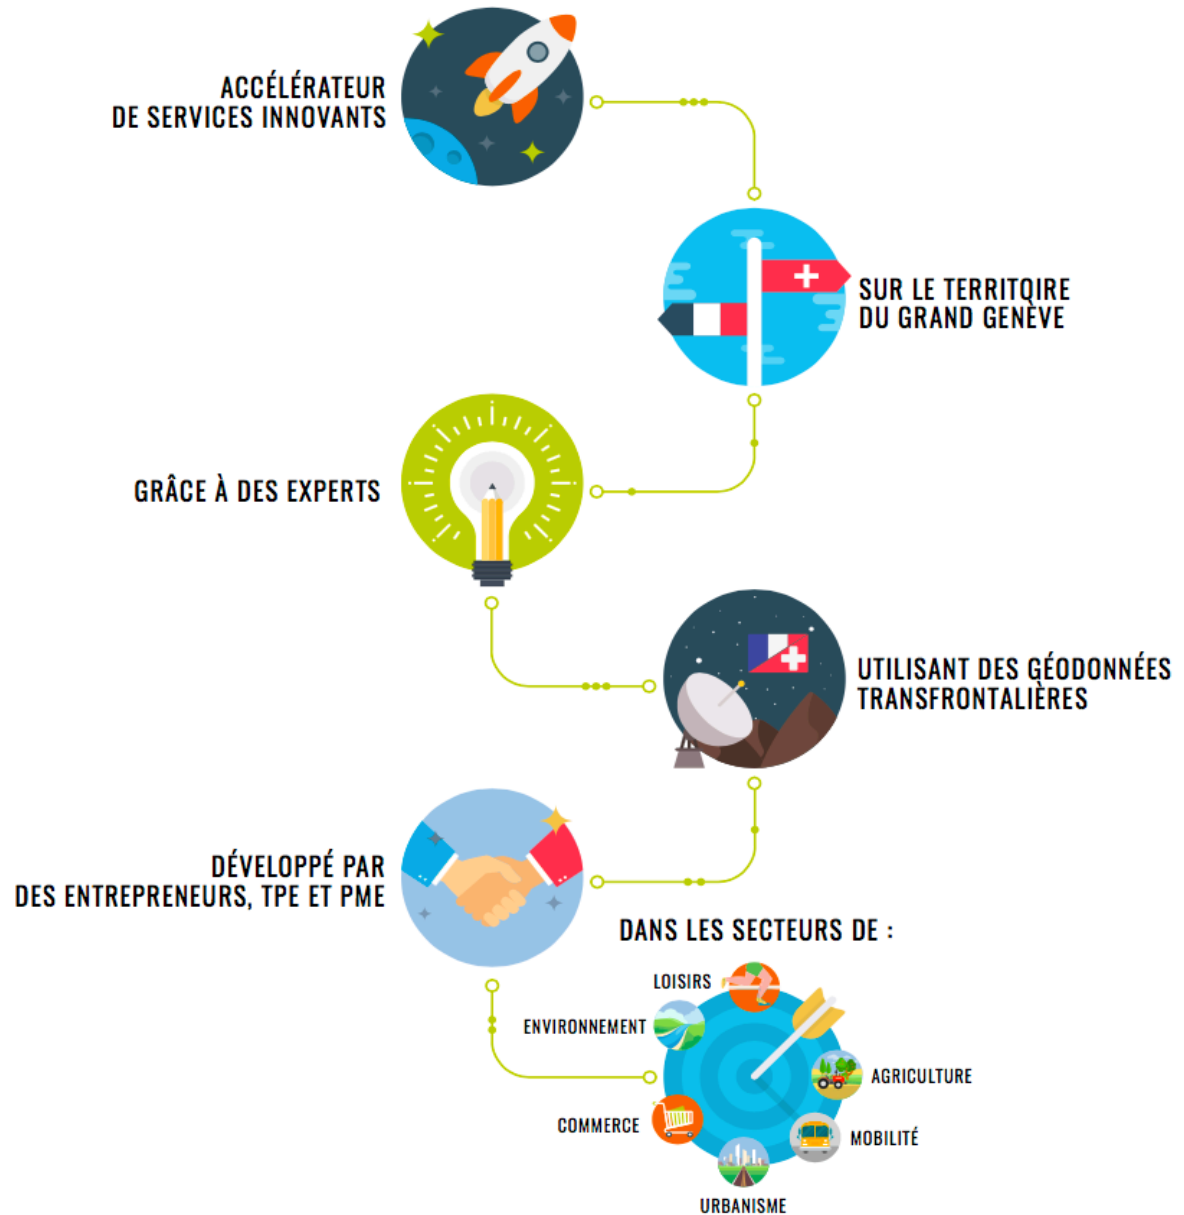 ACCÉLÉRATEUR
DE SERVICES INNOVANTS
SUR LE TERRITOIRE
DU GRAND GENÈVE
GRÂCE À DES EXPERTS
UTILISANT DES GÉODONNÉES
TRANSFRONTALIÈRES
DÉVELOPPÉ PAR
DES ENTREPRENEURS, TPE ET PME
DANS LES SECTEURS DE :
LOISIRS
ENVIRONNEMENT
AGRICULTURE
COMMERCE
MOBILITÉ
URBANISME